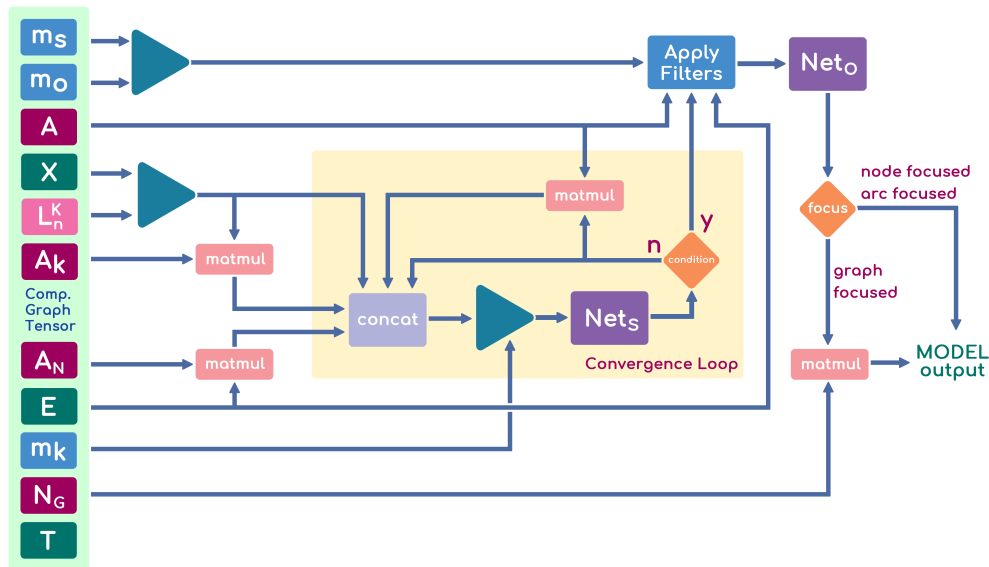 mS
mO
A
X
LnK
Ak
Comp.
Graph
Tensor
AN
E
mk
NG
T
matmul
matmul
concat
matmul
n
y
condition
NetS
Convergence Loop
Apply
Filters
NetO
focus
node focused
arc focused
graph
focused
matmul
MODEL
output